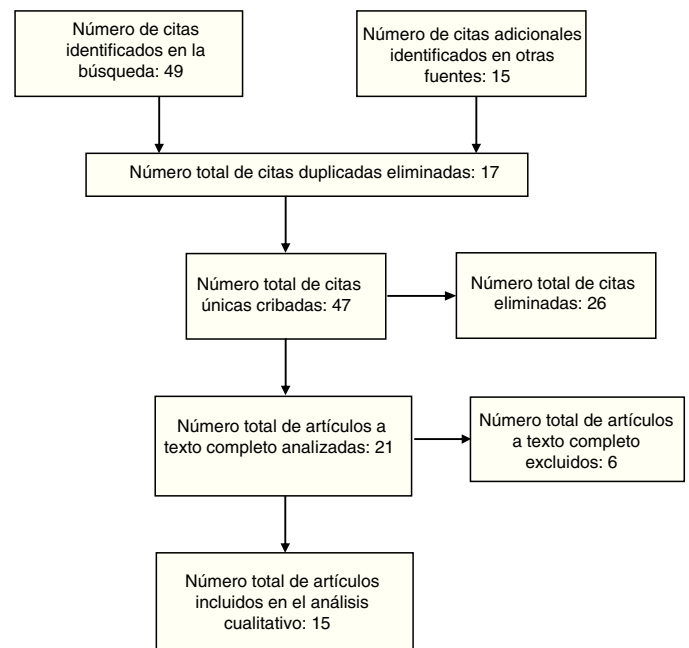 Número de citas
identificados en la
búsqueda: 49
Número de citas adicionales
identificados en otras
fuentes: 15
Número total de citas duplicadas eliminadas: 17
Número total de citas
únicas cribadas: 47
Número total de citas
eliminadas: 26
Número total de artículos a
texto completo analizadas: 21
Número total de artículos
a texto completo
excluidos: 6
Número total de artículos
incluidos en el análisis
cualitativo: 15